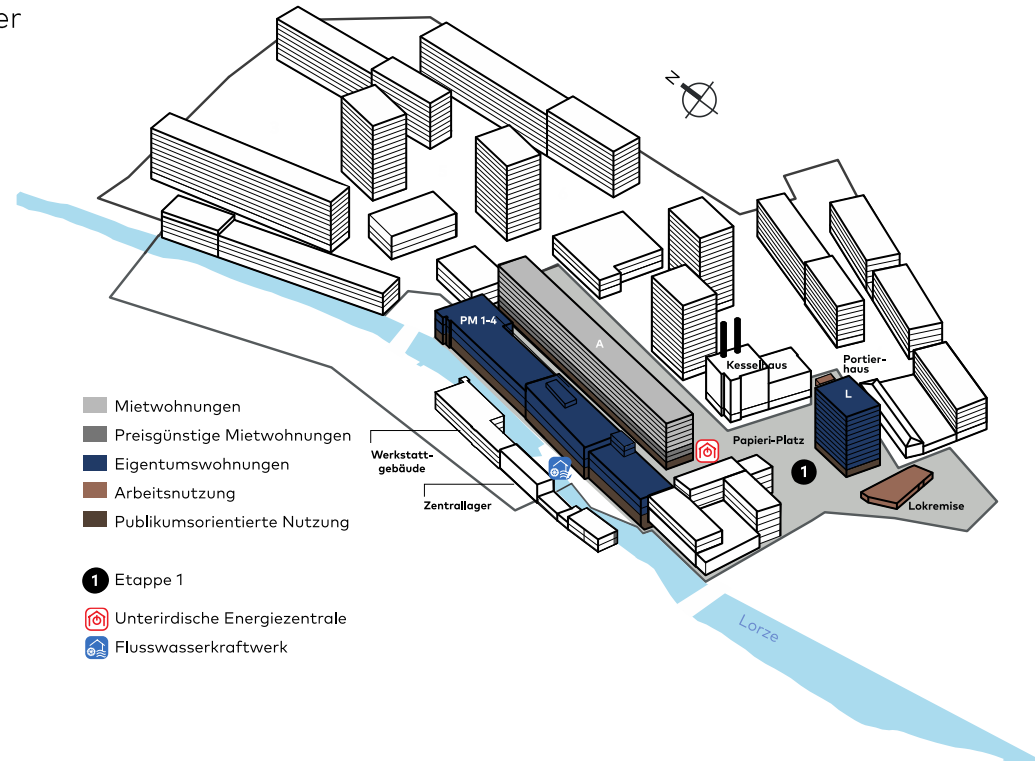 er
N
PM 1-4
A
Kesselhaus
Portier-
haus
L
Papieri-Platz
1
Lokremise
Werkstatt-
gebäude
Zentrallager
Lorze
Mietwohnungen
Preisgünstige Mietwohnungen
Eigentumswohnungen
Arbeitsnutzung
Publikumsorientierte Nutzung
1 Etappe 1
Unterirdische Energiezentrale
Flusswasserkraftwerk